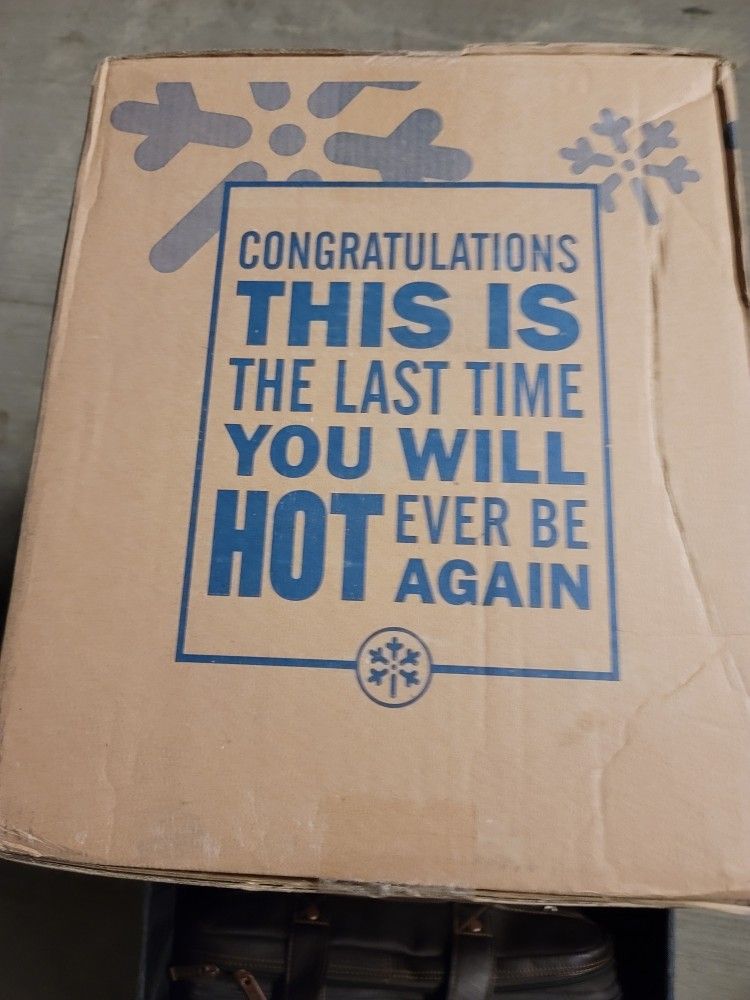 CONGRATULATIONS
THIS IS
THE LAST TIME
YOU WILL
HOT EVER BE
AGAIN